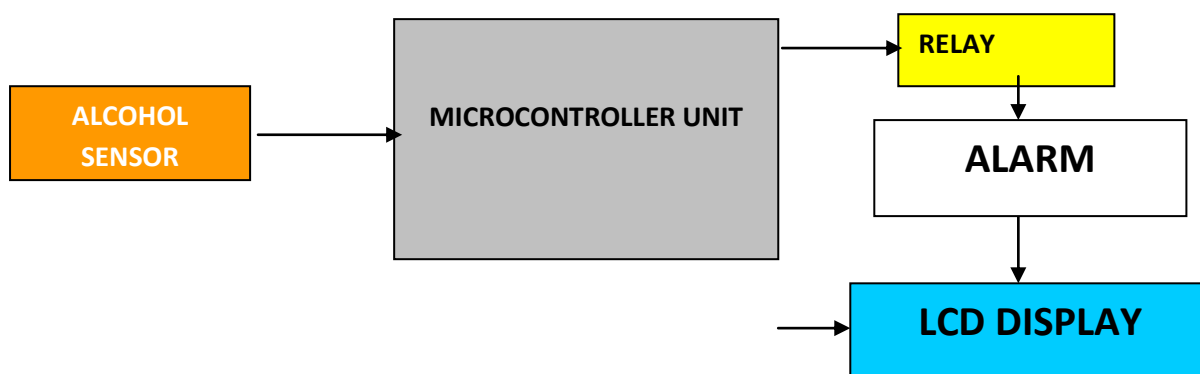 ALCOHOL
SENSOR
MICROCONTROLLER UNIT
RELAY
ALARM
LCD DISPLAY